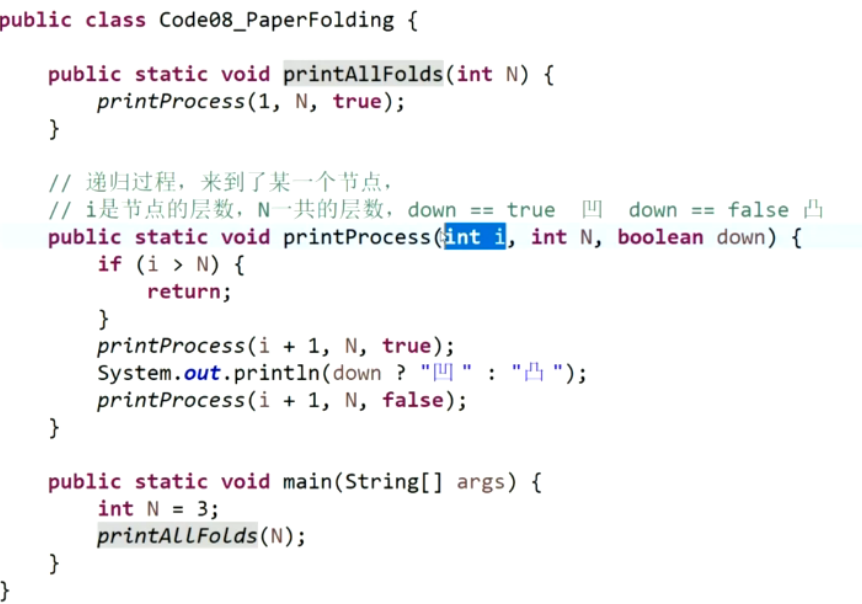 public class Code08_PaperFolding {
public static void printAllFolds(int N) {
printProcess(1, N, true);
}
// 递归过程，来到了某一个节点，
// i是节点的层数，N一共的层数，down == true 凹 down == false 凸
public static void printProcess(int i, int N, boolean down) {
if (i > N) {
return;
}
printProcess(i + 1, N, true);
System.out.println(down ? "凹 " : "凸 ");
printProcess(i + 1, N, false);
}
public static void main(String[] args) {
int N = 3;
printAllFolds(N);
}
}